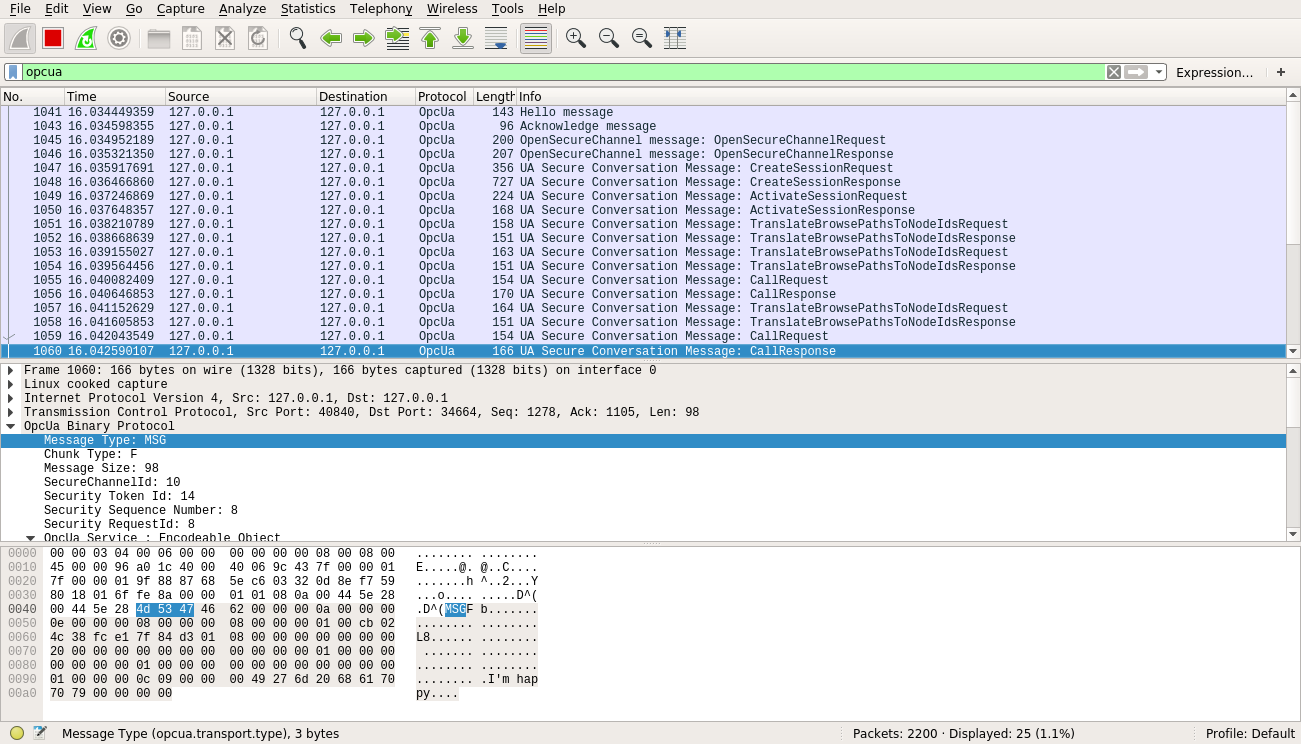 File Edit View Go Capture Analyze Statistics Telephony Wireless Tools Help
opcua Expression... +
No. Time Source Destination Protocol Length Info
1041 16.034449359 127.0.0.1 127.0.0.1 OpcUa 143 Hello message
1043 16.034598355 127.0.0.1 127.0.0.1 OpcUa 96 Acknowledge message
1045 16.034952189 127.0.0.1 127.0.0.1 OpcUa 200 OpenSecureChannel message: OpenSecureChannelRequest
1046 16.035321350 127.0.0.1 127.0.0.1 OpcUa 207 OpenSecureChannel message: OpenSecureChannelResponse
1047 16.035917691 127.0.0.1 127.0.0.1 OpcUa 356 UA Secure Conversation Message: CreateSessionRequest
1048 16.036466860 127.0.0.1 127.0.0.1 OpcUa 727 UA Secure Conversation Message: CreateSessionResponse
1049 16.037246869 127.0.0.1 127.0.0.1 OpcUa 224 UA Secure Conversation Message: ActivateSessionRequest
1050 16.037648357 127.0.0.1 127.0.0.1 OpcUa 168 UA Secure Conversation Message: ActivateSessionResponse
1051 16.038210789 127.0.0.1 127.0.0.1 OpcUa 158 UA Secure Conversation Message: TranslateBrowsePathsToNodeIdsRequest
1052 16.038668639 127.0.0.1 127.0.0.1 OpcUa 151 UA Secure Conversation Message: TranslateBrowsePathsToNodeIdsResponse
1053 16.039155027 127.0.0.1 127.0.0.1 OpcUa 163 UA Secure Conversation Message: TranslateBrowsePathsToNodeIdsRequest
1054 16.039564456 127.0.0.1 127.0.0.1 OpcUa 151 UA Secure Conversation Message: TranslateBrowsePathsToNodeIdsResponse
1055 16.040082409 127.0.0.1 127.0.0.1 OpcUa 154 UA Secure Conversation Message: CallRequest
1056 16.040646853 127.0.0.1 127.0.0.1 OpcUa 170 UA Secure Conversation Message: CallResponse
1057 16.041152629 127.0.0.1 127.0.0.1 OpcUa 164 UA Secure Conversation Message: TranslateBrowsePathsToNodeIdsRequest
1058 16.041605853 127.0.0.1 127.0.0.1 OpcUa 151 UA Secure Conversation Message: TranslateBrowsePathsToNodeIdsResponse
1059 16.042043549 127.0.0.1 127.0.0.1 OpcUa 154 UA Secure Conversation Message: CallRequest
1060 16.042590107 127.0.0.1 127.0.0.1 OpcUa 166 UA Secure Conversation Message: CallResponse
Frame 1060: 166 bytes on wire (1328 bits), 166 bytes captured (1328 bits) on interface 0
Linux cooked capture
Internet Protocol Version 4, Src: 127.0.0.1, Dst: 127.0.0.1
Transmission Control Protocol, Src Port: 40840, Dst Port: 34664, Seq: 1278, Ack: 1105, Len: 98
OpcUa Binary Protocol
Message Type: MSG
Chunk Type: F
Message Size: 98
SecureChannelId: 10
Security Token Id: 14
Security Sequence Number: 8
Security RequestId: 8
OpcUa Service : Encodeable Object
0000 00 00 03 04 00 06 00 00 00 00 00 00 08 00 08 00 ........ ........
0010 45 00 00 96 a0 1c 40 00 40 06 9c 43 7f 00 00 01 E.....@. @..C....
0020 7f 00 00 01 9f 88 87 68 5e c6 03 32 0d 8e f7 59 .......h ^..2...Y
0030 80 18 01 6f fe 8a 00 00 01 01 08 0a 00 44 5e 28 ...o.... .....D^(
0040 00 44 5e 28 4d 53 47 46 62 00 00 00 0a 00 00 00 .D^(MSGF b.......
0050 0e 00 00 00 08 00 00 00 08 00 00 00 01 00 cb 02 ........ ........
0060 4c 38 fc e1 7f 84 d3 01 08 00 00 00 00 00 00 00 L8...... ........
0070 20 00 00 00 00 00 00 00 00 00 00 00 01 00 00 00  ....... ........
0080 00 00 00 00 01 00 00 00 00 00 00 00 00 00 00 00 ........ ........
0090 01 00 00 00 0c 09 00 00 00 49 27 6d 20 68 61 70 ........ .I'm hap
00a0 70 79 00 00 00 00 py....
Message Type (opcua.transport.type), 3 bytes Packets: 2200 · Displayed: 25 (1.1%) Profile: Default